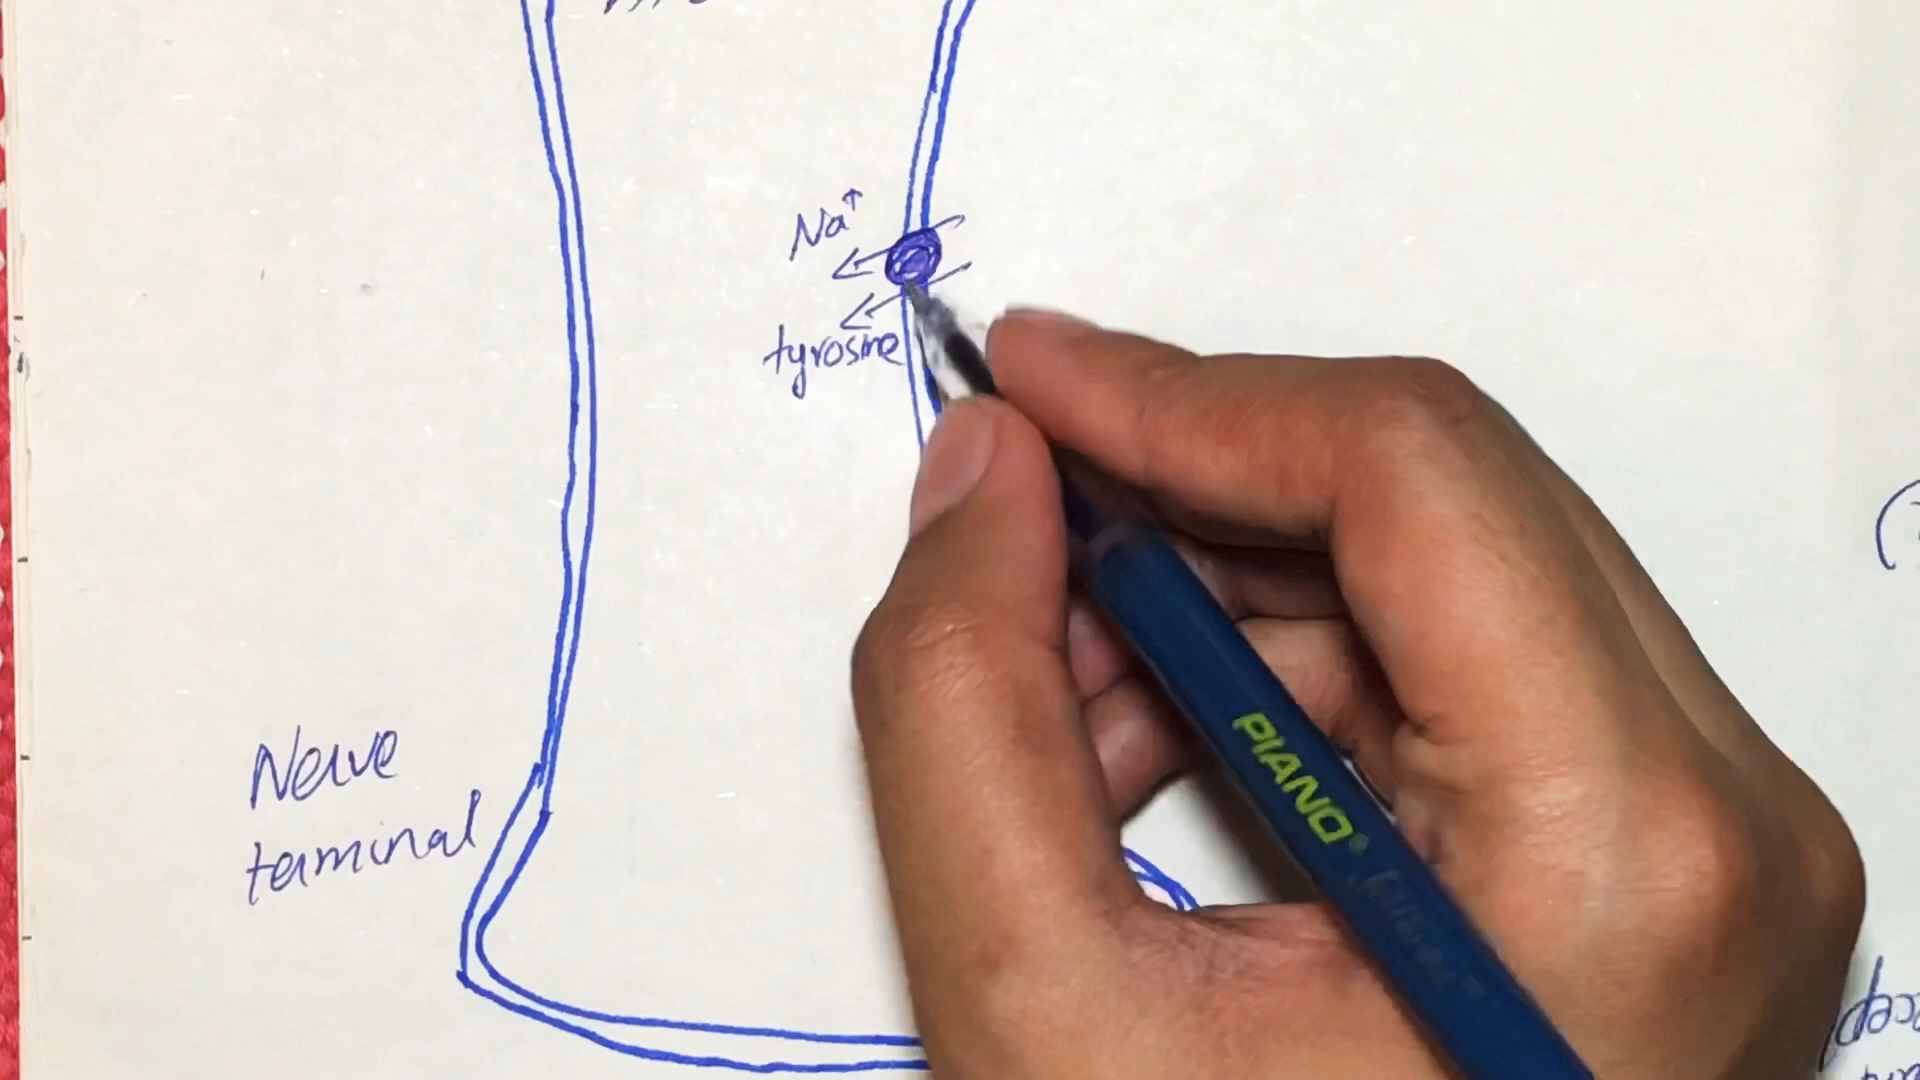 Na⁺
tyrosine
Nerve
terminal
PIANO